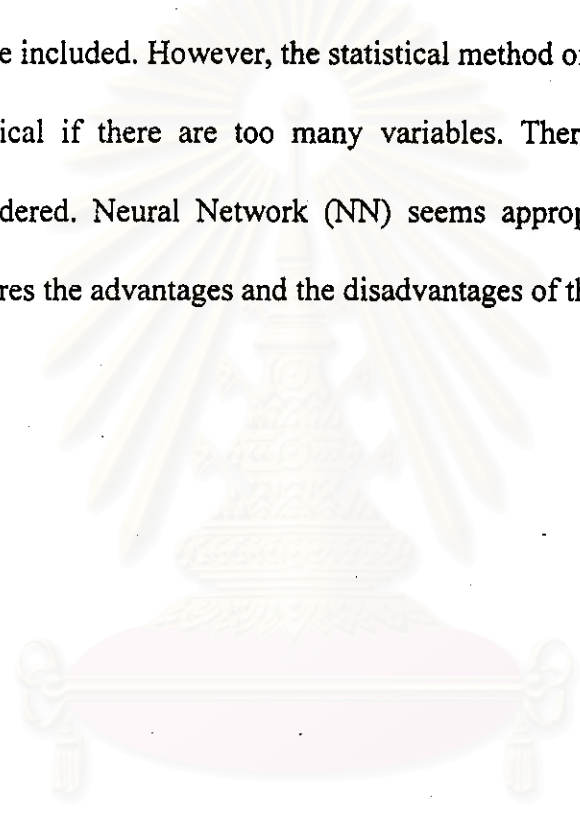 e included. However, the statistical method o
ical if there are too many variables. Ther
dered. Neural Network (NN) seems approp
res the advantages and the disadvantages of th